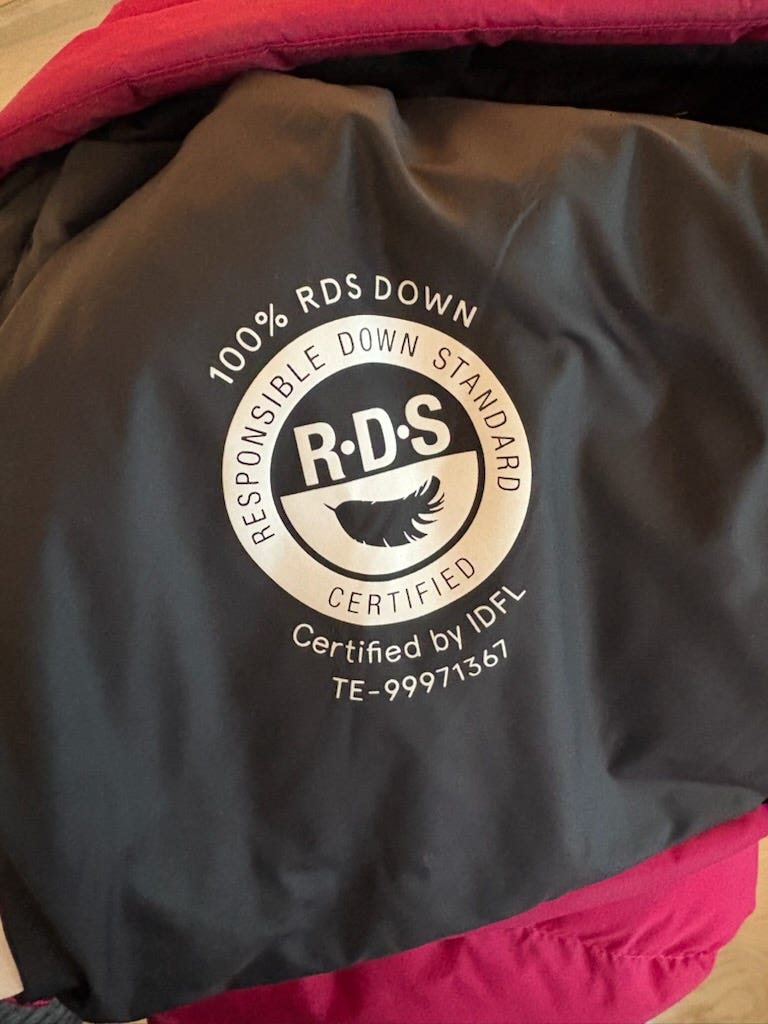 100% RDS DOWN
RESPONSIBLE DOWN STANDARD
R·D·S
CERTIFIED
Certified by IDFL
TE-99971367